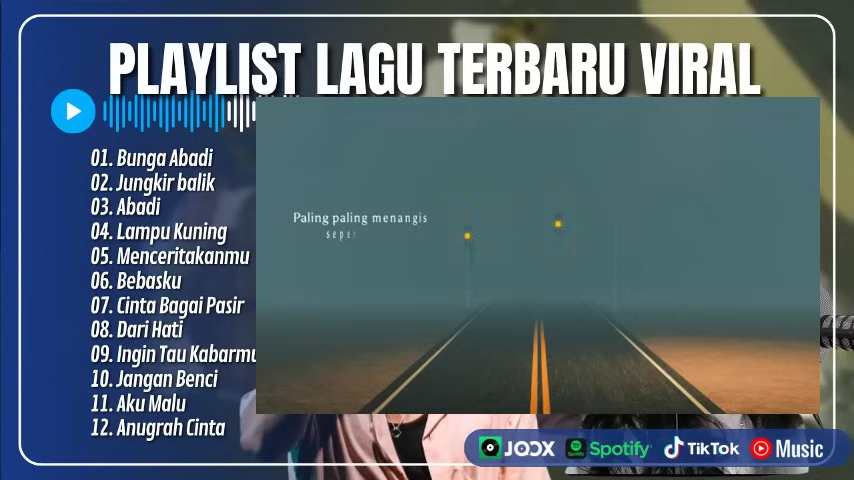 PLAYLIST LAGU TERBARU VIRAL
01. Bunga Abadi
02. Jungkir balik
03. Abadi
04. Lampu Kuning
05. Menceritakanmu
06. Bebasku
07. Cinta Bagai Pasir
08. Dari Hati
09. Ingin Tau Kabarmu
10. Jangan Benci
11. Aku Malu
12. Anugrah Cinta
Paling paling menangis
seper
JOOX Spotify Spotify TikTok Music